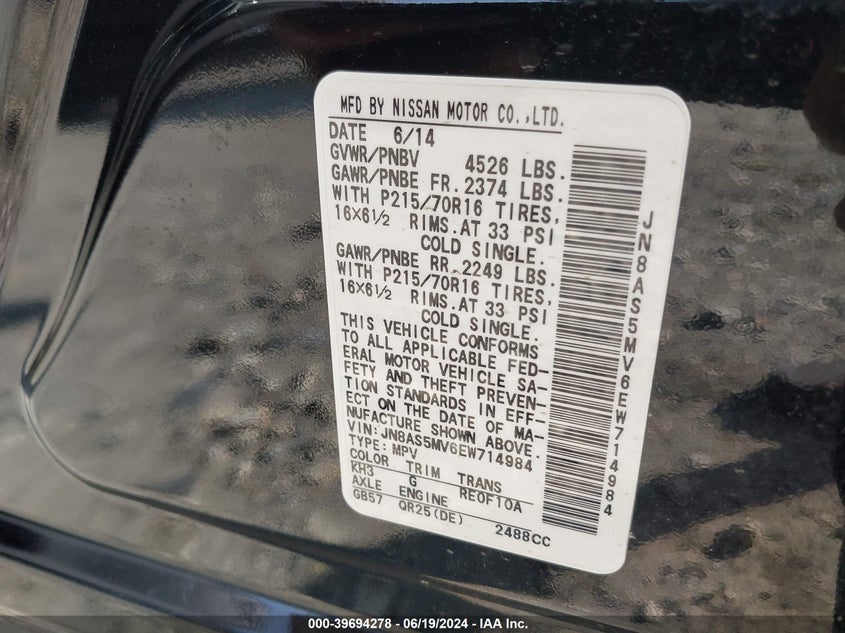 MFD BY NISSAN MOTOR CO.,LTD.
DATE 6/14
GVWR/PNBV 4526 LBS.
GAWR/PNBE FR. 2374 LBS.
WITH P215/70R16 TIRES,
16X6½ RIMS. AT 33 PSI
COLD SINGLE.
GAWR/PNBE RR. 2249 LBS.
WITH P215/70R16 TIRES,
16X6½ RIMS. AT 33 PSI
COLD SINGLE.
THIS VEHICLE CONFORMS
TO ALL APPLICABLE FED-
ERAL MOTOR VEHICLE SA-
FETY AND THEFT PREVEN-
TION STANDARDS IN EFF-
ECT ON THE DATE OF MA-
NUFACTURE SHOWN ABOVE.
VIN: JN8AS5MV6EW714984
TYPE: MPV
COLOR TRIM TRANS
KH3 G RE0F10A
AXLE ENGINE
GB57 QR25(DE) 2488CC
JN8AS5MV6EW714984
000-39694278 - 06/19/2024 - IAA Inc.